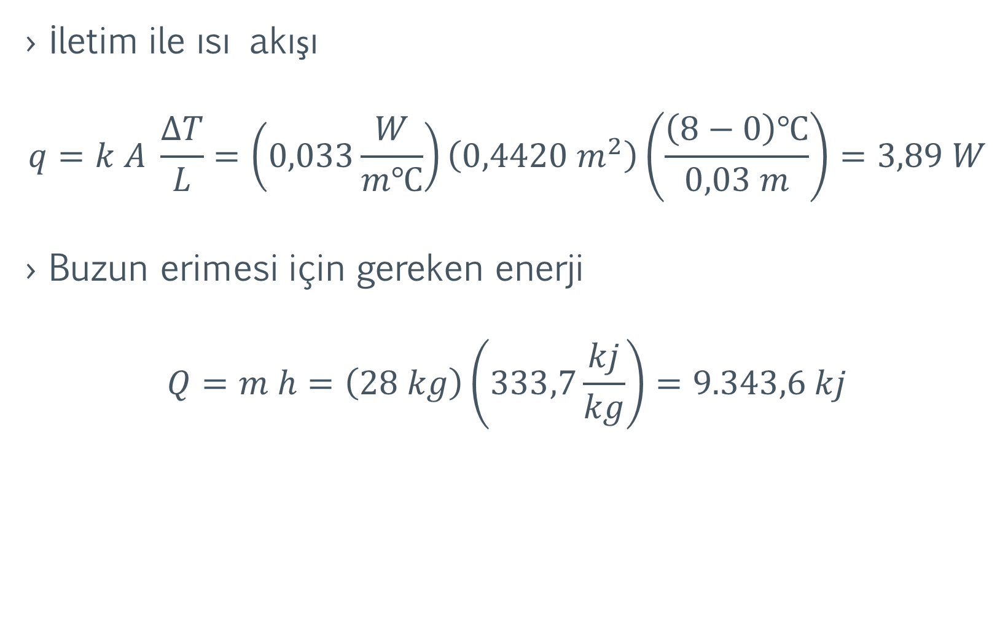 › İletim ile ısı akışı
q = k A ΔT/L = (0,033 W/m°C) (0,4420 m²) ((8 − 0)°C/0,03 m) = 3,89 W
› Buzun erimesi için gereken enerji
Q = m h = (28 kg) (333,7 kj/kg) = 9.343,6 kj